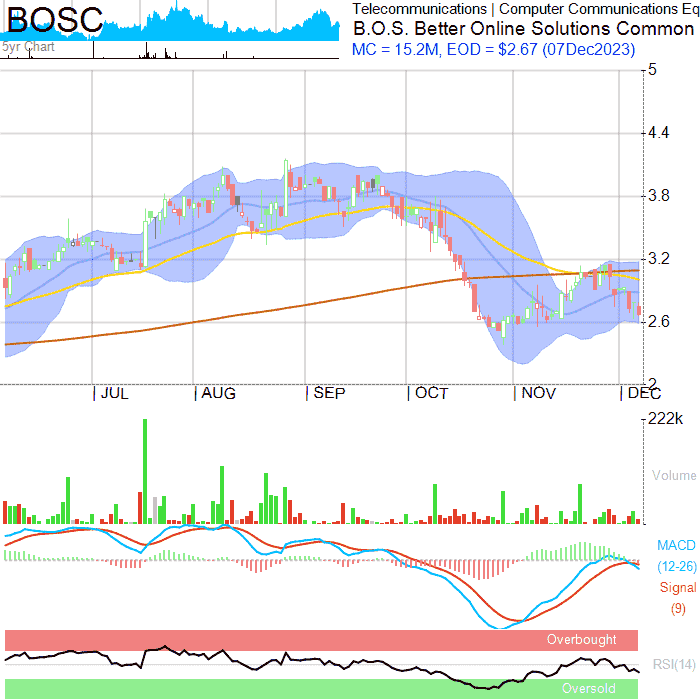 BOSC
5yr Chart
Telecommunications | Computer Communications Eq
B.O.S. Better Online Solutions Common
MC = 15.2M, EOD = $2.67 (07Dec2023)
5
4.4
3.8
3.2
2.6
2
JUL AUG SEP OCT NOV DEC
222k
Volume
MACD
(12-26)
Signal
(9)
Overbought
RSI(14)
Oversold